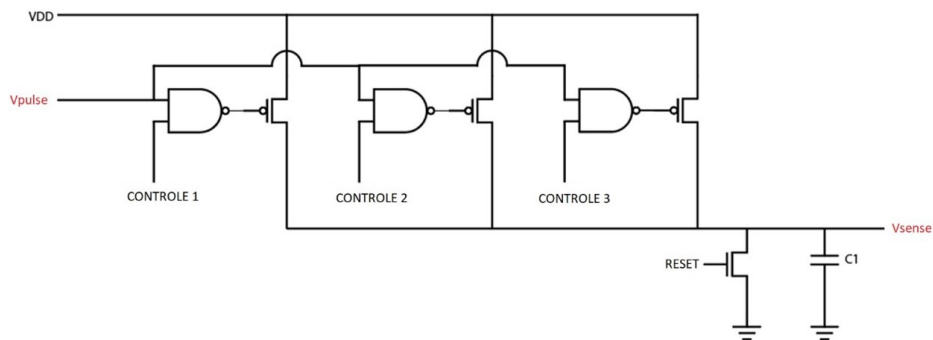 VDD
Vpulse
CONTROLE 1
CONTROLE 2
CONTROLE 3
Vsense
RESET
C1